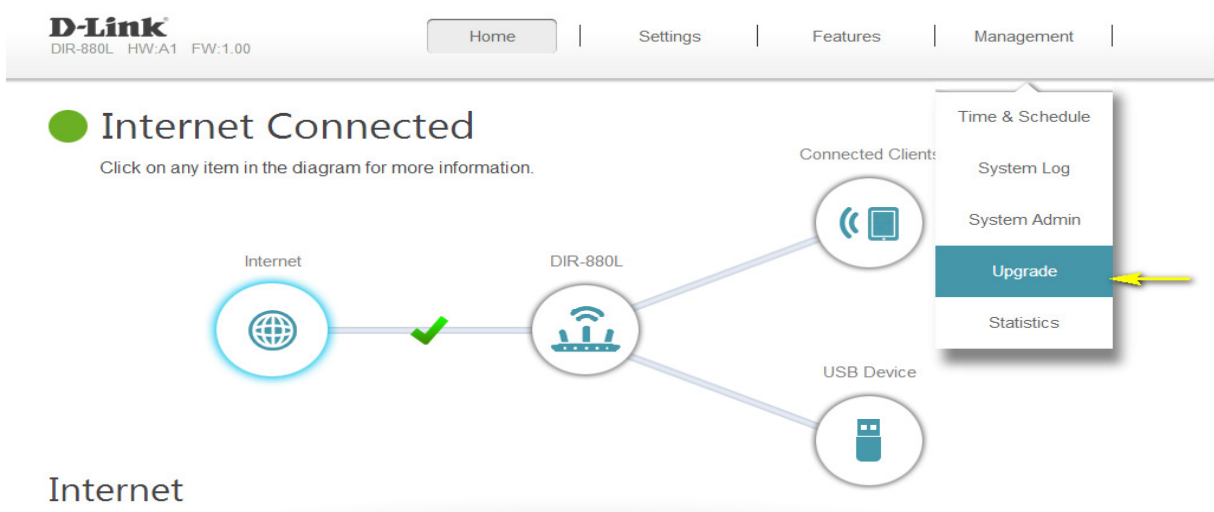 D-Link
DIR-880L HW:A1 FW:1.00
Home
Settings
Features
Management
Time & Schedule
System Log
System Admin
Upgrade
Statistics
Internet Connected
Click on any item in the diagram for more information.
Connected Clients
Internet
DIR-880L
USB Device
Internet